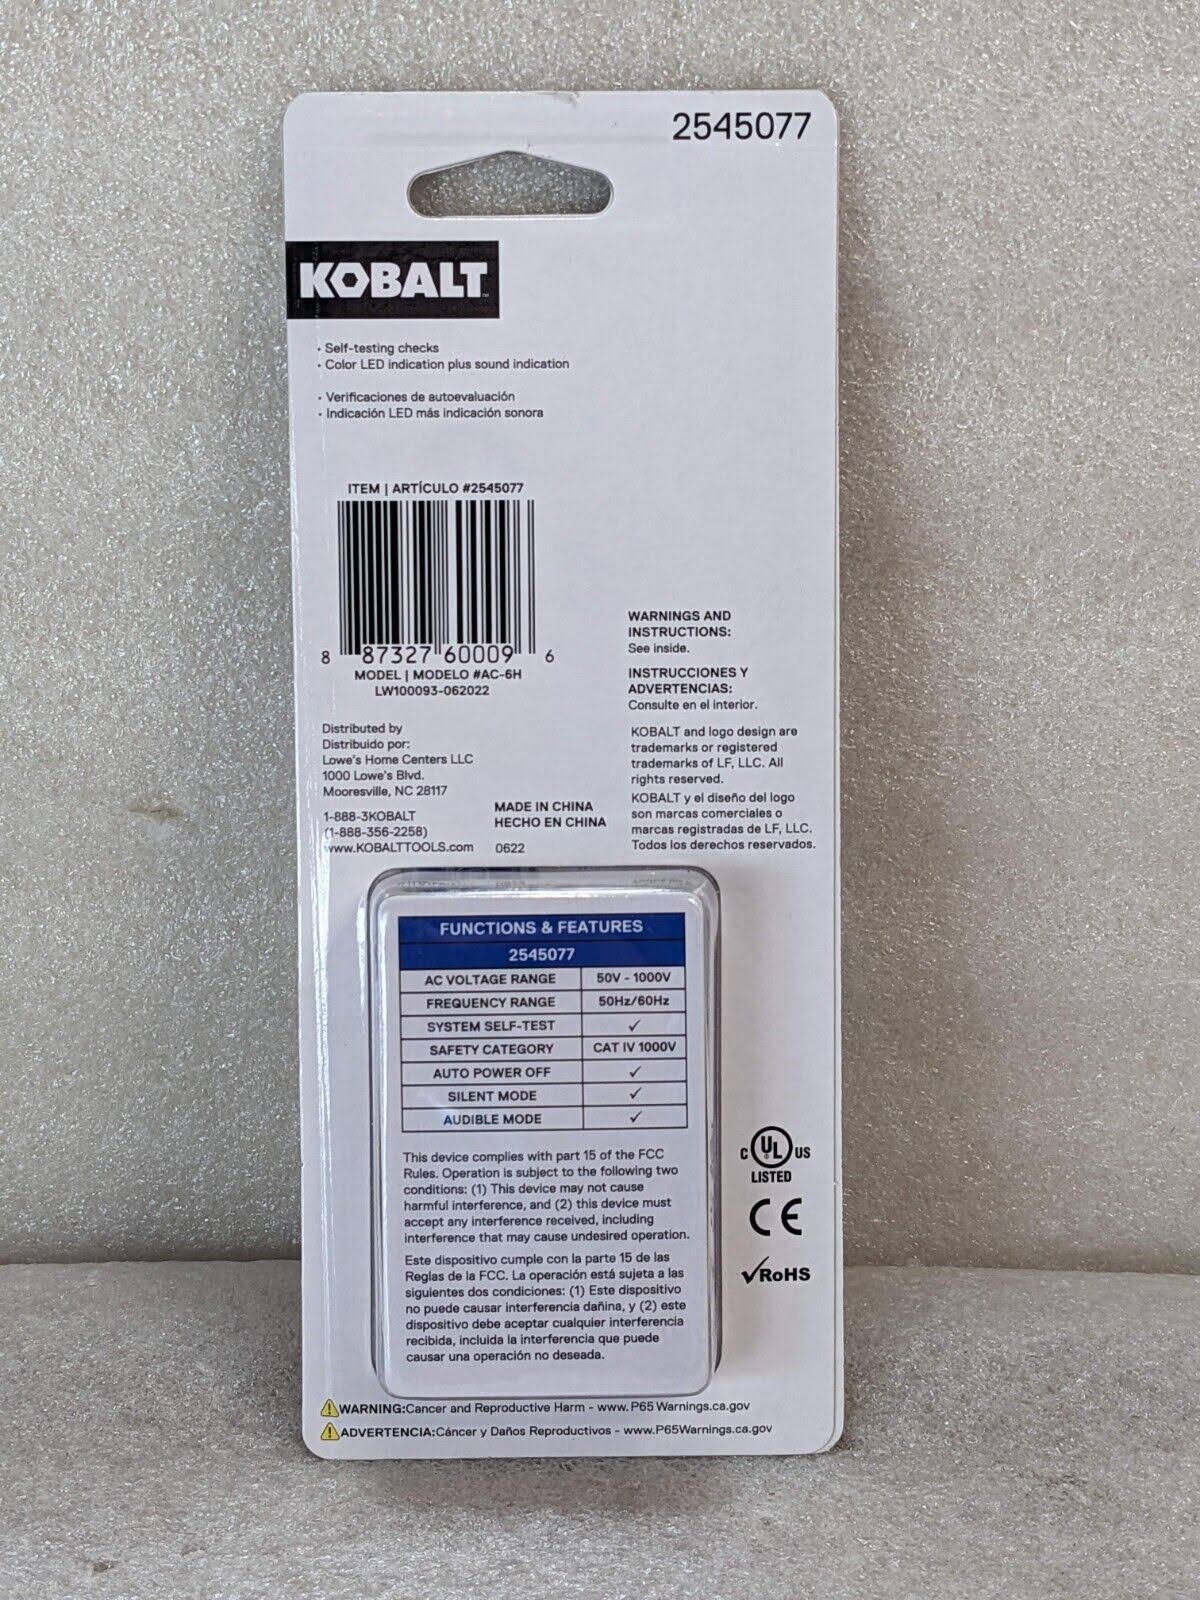 2545077
KOBALT
• Self-testing checks
• Color LED indication plus sound indication
• Verificaciones de autoevaluación
• Indicación LED más indicación sonora
ITEM | ARTÍCULO #2545077
8 87327 60009 6
MODEL | MODELO #AC-6H
LW100093-062022
WARNINGS AND
INSTRUCTIONS:
See inside.
INSTRUCCIONES Y
ADVERTENCIAS:
Consulte en el interior.
Distributed by
Distribuido por:
Lowe's Home Centers LLC
1000 Lowe's Blvd.
Mooresville, NC 28117
1-888-3KOBALT
(1-888-356-2258)
www.KOBALTTOOLS.com
MADE IN CHINA
HECHO EN CHINA
0622
KOBALT and logo design are
trademarks or registered
trademarks of LF, LLC. All
rights reserved.
KOBALT y el diseño del logo
son marcas comerciales o
marcas registradas de LF, LLC.
Todos los derechos reservados.
FUNCTIONS & FEATURES
2545077
AC VOLTAGE RANGE 50V - 1000V
FREQUENCY RANGE 50Hz/60Hz
SYSTEM SELF-TEST ✓
SAFETY CATEGORY CAT IV 1000V
AUTO POWER OFF ✓
SILENT MODE ✓
AUDIBLE MODE ✓
This device complies with part 15 of the FCC
Rules. Operation is subject to the following two
conditions: (1) This device may not cause
harmful interference, and (2) this device must
accept any interference received, including
interference that may cause undesired operation.
Este dispositivo cumple con la parte 15 de las
Reglas de la FCC. La operación está sujeta a las
siguientes dos condiciones: (1) Este dispositivo
no puede causar interferencia dañina, y (2) este
dispositivo debe aceptar cualquier interferencia
recibida, incluida la interferencia que puede
causar una operación no deseada.
C UL US
LISTED
CE
✓RoHS
⚠WARNING:Cancer and Reproductive Harm - www. P65 Warnings.ca.gov
⚠ADVERTENCIA:Cáncer y Daños Reproductivos - www.P65Warnings.ca.gov